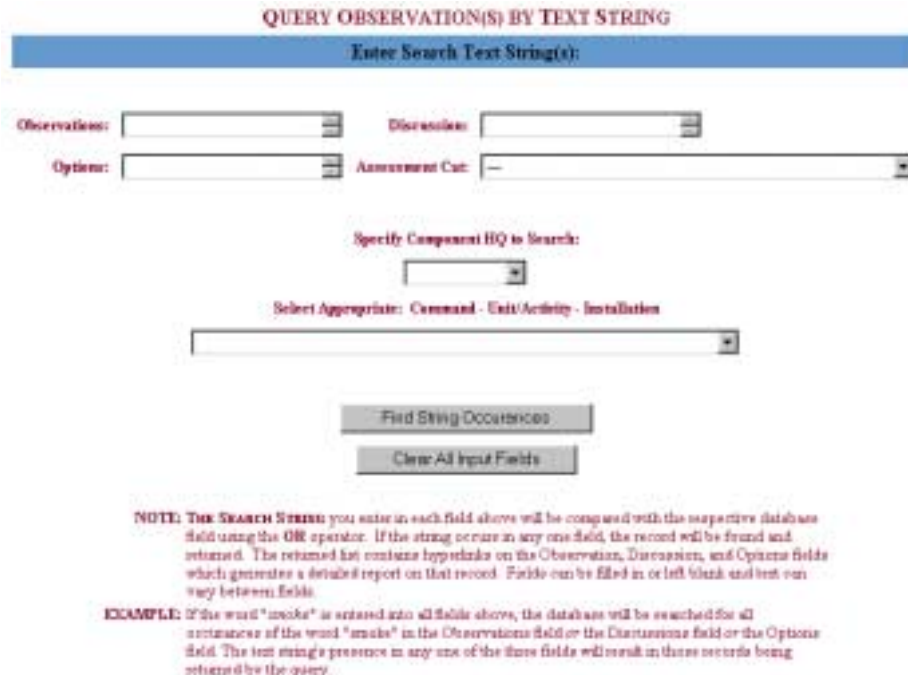 QUERY OBSERVATION(S) BY TEXT STRING
Enter Search Text String(s):
Observations: Discussion:
Options: Assessment Cat: ---
Specify Component HQ to Search:
Select Appropriate: Command - Unit/Activity - Installation
Find String Occurences
Clear All Input Fields
NOTE: THE SEARCH STRING you enter in each field above will be compared with the respective database
field using the OR operator. If the string occurs in any one field, the record will be found and
returned. The returned list contains hyperlinks on the Observation, Discussion, and Options fields
which generates a detailed report on that record. Fields can be filled in or left blank and text can
vary between fields.
EXAMPLE: If the word "smoke" is entered into all fields above, the database will be searched for all
occurances of the word "smoke" in the Observations field or the Discussions field or the Options
field. The text string's presence in any one of the three fields will result in those records being
returned by the query.